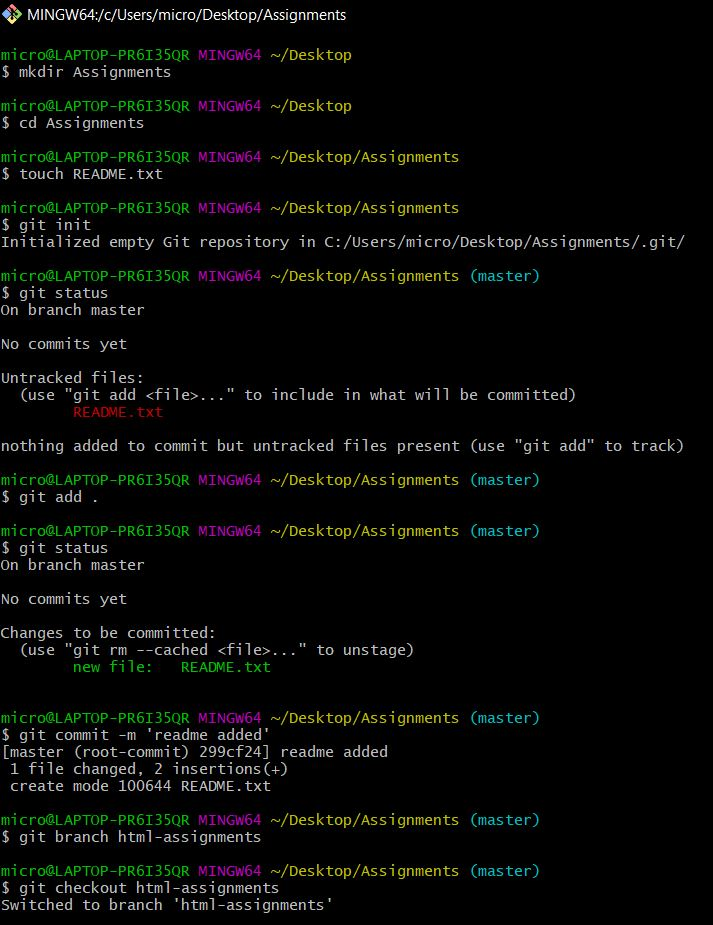 MINGW64:/c/Users/micro/Desktop/Assignments
micro@LAPTOP-PR6I35QR MINGW64 ~/Desktop
$ mkdir Assignments
micro@LAPTOP-PR6I35QR MINGW64 ~/Desktop
$ cd Assignments
micro@LAPTOP-PR6I35QR MINGW64 ~/Desktop/Assignments
$ touch README.txt
micro@LAPTOP-PR6I35QR MINGW64 ~/Desktop/Assignments
$ git init
Initialized empty Git repository in C:/Users/micro/Desktop/Assignments/.git/
micro@LAPTOP-PR6I35QR MINGW64 ~/Desktop/Assignments (master)
$ git status
On branch master
No commits yet
Untracked files:
  (use "git add <file>..." to include in what will be committed)
        README.txt
nothing added to commit but untracked files present (use "git add" to track)
micro@LAPTOP-PR6I35QR MINGW64 ~/Desktop/Assignments (master)
$ git add .
micro@LAPTOP-PR6I35QR MINGW64 ~/Desktop/Assignments (master)
$ git status
On branch master
No commits yet
Changes to be committed:
  (use "git rm --cached <file>..." to unstage)
        new file:   README.txt
micro@LAPTOP-PR6I35QR MINGW64 ~/Desktop/Assignments (master)
$ git commit -m 'readme added'
[master (root-commit) 299cf24] readme added
 1 file changed, 2 insertions(+)
 create mode 100644 README.txt
micro@LAPTOP-PR6I35QR MINGW64 ~/Desktop/Assignments (master)
$ git branch html-assignments
micro@LAPTOP-PR6I35QR MINGW64 ~/Desktop/Assignments (master)
$ git checkout html-assignments
Switched to branch 'html-assignments'